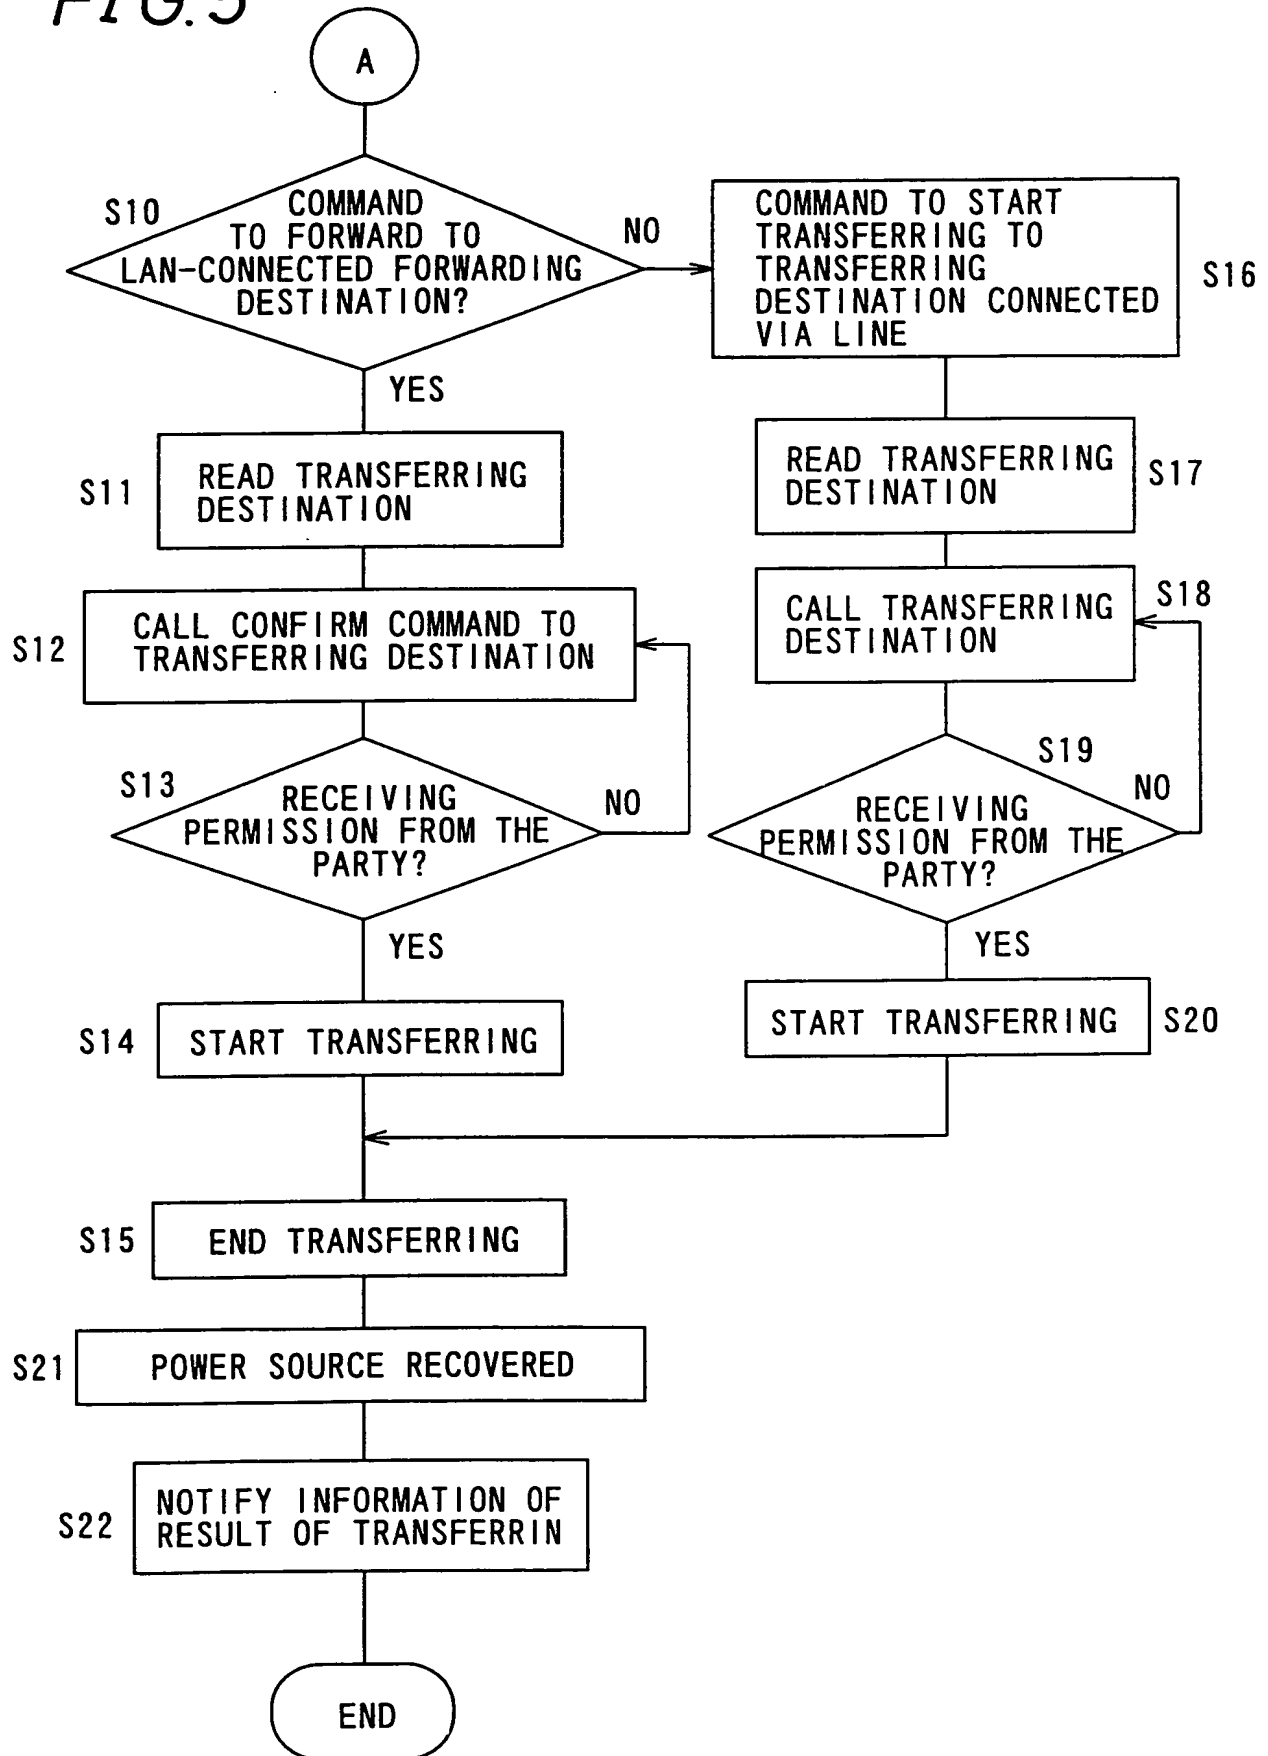 FIG. 5
A
S10
COMMAND
TO FORWARD TO
LAN-CONNECTED FORWARDING
DESTINATION?
NO
YES
COMMAND TO START
TRANSFERRING TO
TRANSFERRING
DESTINATION CONNECTED
VIA LINE
S16
S11
READ TRANSFERRING
DESTINATION
READ TRANSFERRING
DESTINATION
S17
S12
CALL CONFIRM COMMAND TO
TRANSFERRING DESTINATION
CALL TRANSFERRING
DESTINATION
S18
S13
RECEIVING
PERMISSION FROM THE
PARTY?
NO
YES
S19
RECEIVING
PERMISSION FROM THE
PARTY?
NO
YES
S14
START TRANSFERRING
START TRANSFERRING
S20
S15
END TRANSFERRING
S21
POWER SOURCE RECOVERED
S22
NOTIFY INFORMATION OF
RESULT OF TRANSFERRIN
END